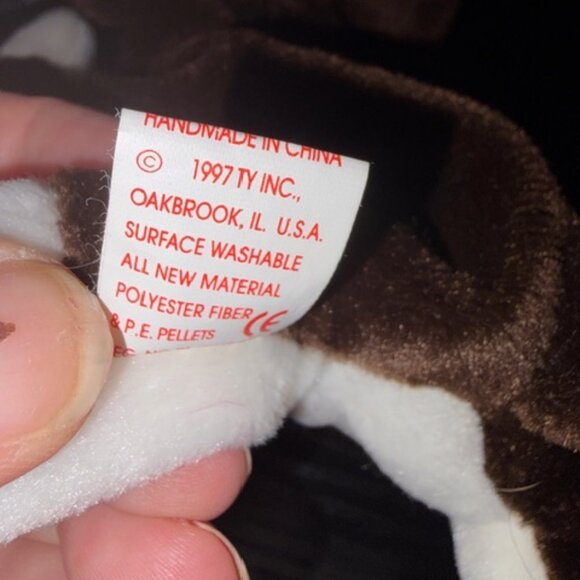 HANDMADE IN CHINA
© 1997 TY INC.,
OAKBROOK, IL. U.S.A.
SURFACE WASHABLE
ALL NEW MATERIAL
POLYESTER FIBER
& P.E. PELLETS CE